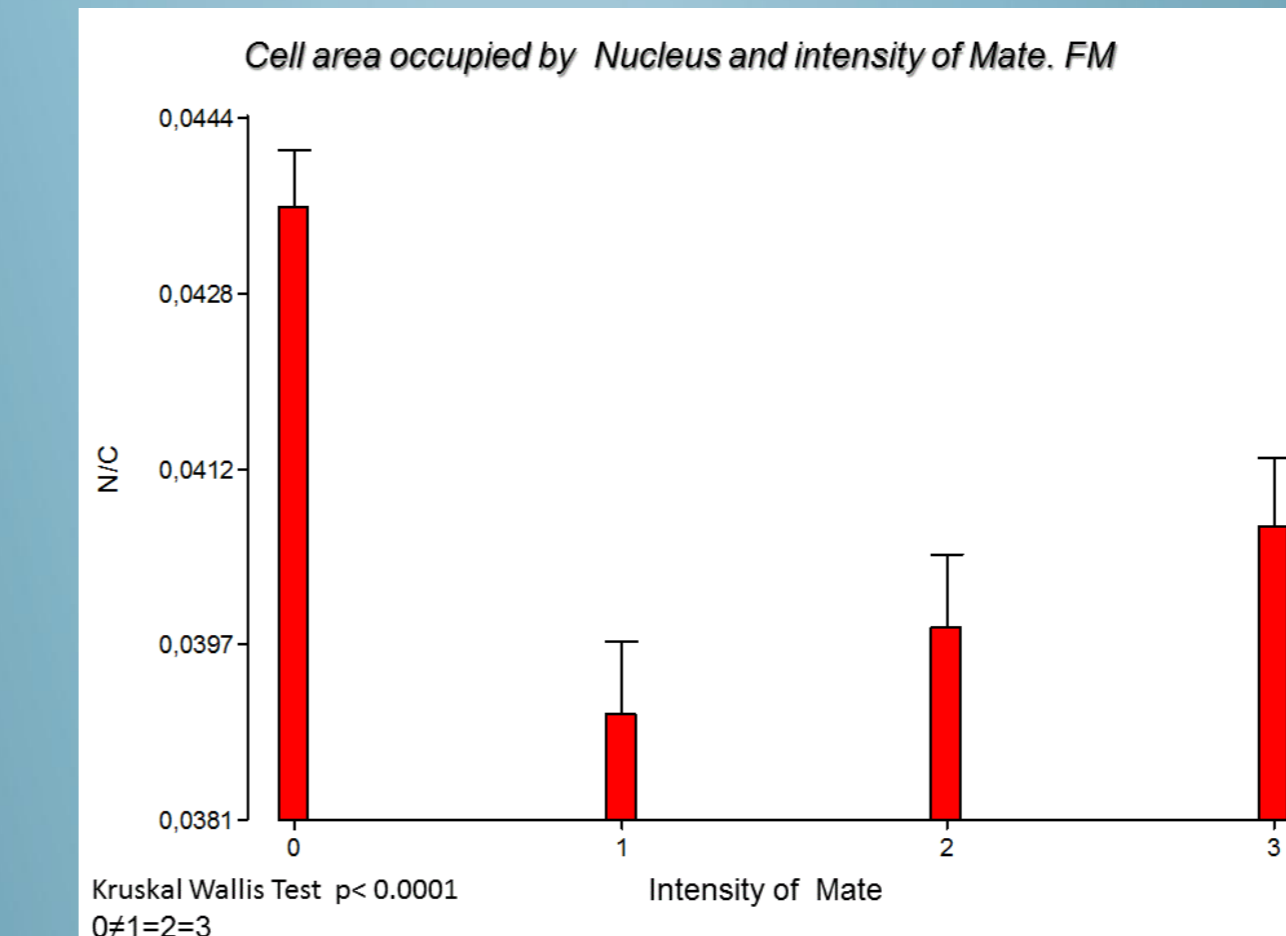 Cell area occupied by Nucleus and intensity of Mate. FM
0,0444
0,0428
N/C
0,0412
0,0397
0,0381
0 1 2 3
Kruskal Wallis Test p< 0.0001
Intensity of Mate
0≠1=2=3